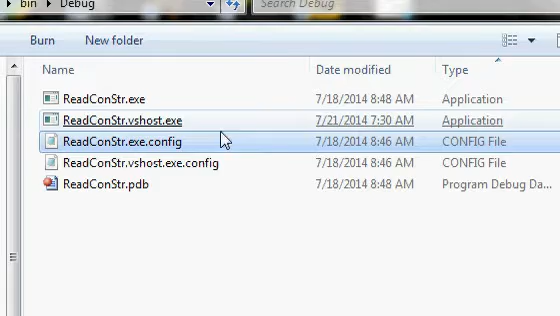 bin Debug Search Debug
Burn New folder
Name Date modified Type
ReadConStr.exe 7/18/2014 8:48 AM Application
ReadConStr.vshost.exe 7/21/2014 7:30 AM Application
ReadConStr.exe.config 7/18/2014 8:46 AM CONFIG File
ReadConStr.vshost.exe.config 7/18/2014 8:46 AM CONFIG File
ReadConStr.pdb 7/18/2014 8:48 AM Program Debug Da...